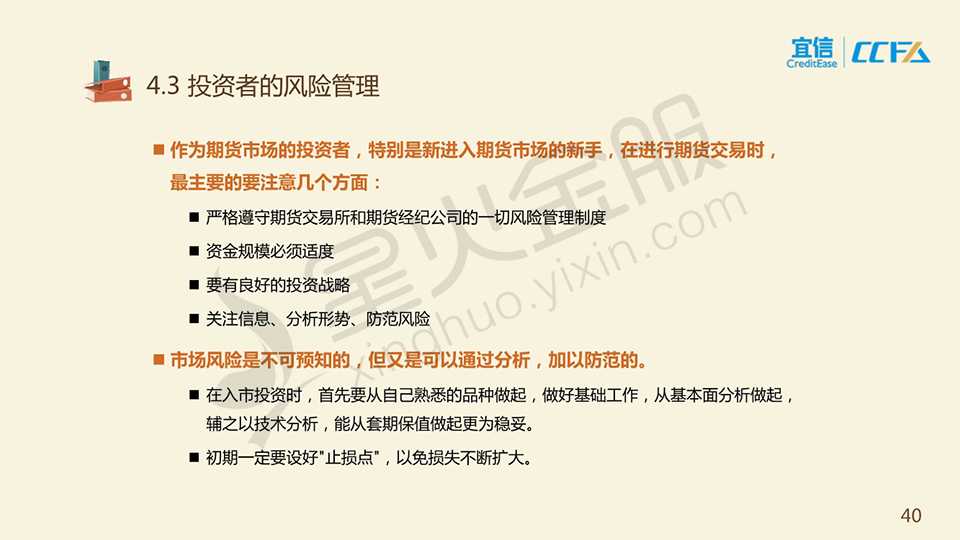 宜信
CreditEase
CCFA
4.3 投资者的风险管理
■ 作为期货市场的投资者，特别是新进入期货市场的新手，在进行期货交易时，
最主要的要注意几个方面：
■ 严格遵守期货交易所和期货经纪公司的一切风险管理制度
■ 资金规模必须适度
■ 要有良好的投资战略
■ 关注信息、分析形势、防范风险
■ 市场风险是不可预知的，但又是可以通过分析，加以防范的。
■ 在入市投资时，首先要从自己熟悉的品种做起，做好基础工作，从基本面分析做起，
辅之以技术分析，能从套期保值做起更为稳妥。
■ 初期一定要设好"止损点"，以免损失不断扩大。
星火金服
xinghuo.yixin.com
40